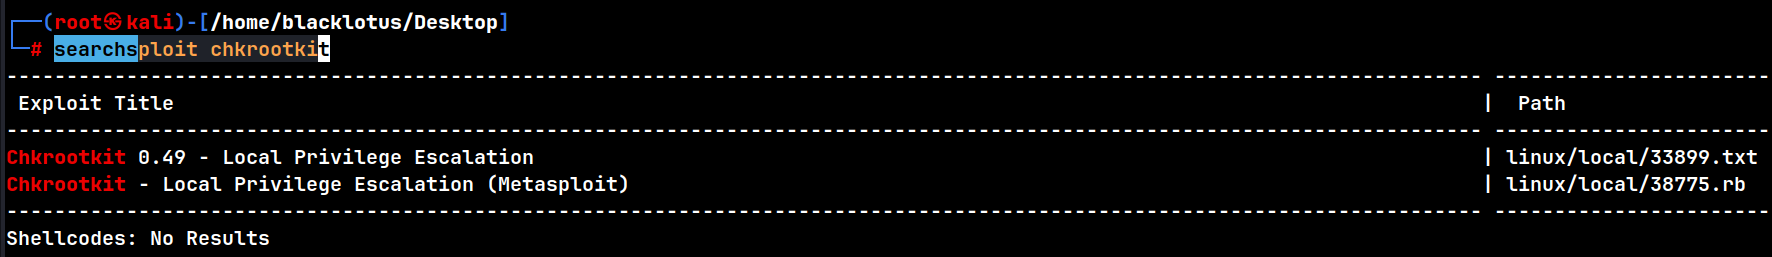 ┌──(root㉿kali)-[/home/blacklotus/Desktop]
└─# searchsploit chkrootkit
--------------------------------------------------------------------------------------------------------------------------- -----------------------
 Exploit Title                                                                                                             |  Path
--------------------------------------------------------------------------------------------------------------------------- -----------------------
Chkrootkit 0.49 - Local Privilege Escalation                                                                               | linux/local/33899.txt
Chkrootkit - Local Privilege Escalation (Metasploit)                                                                       | linux/local/38775.rb
--------------------------------------------------------------------------------------------------------------------------- -----------------------
Shellcodes: No Results